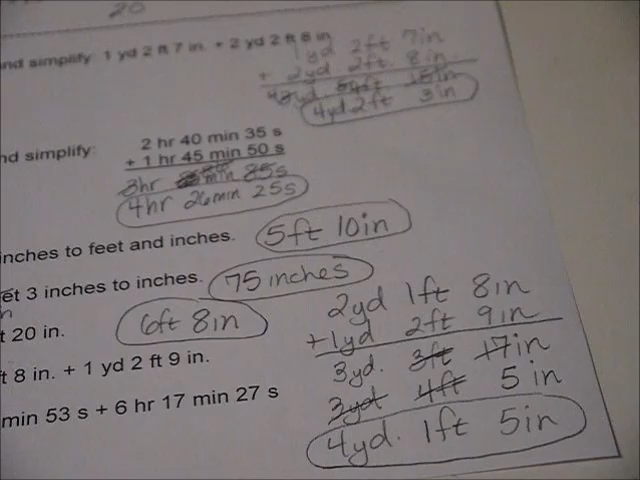 20
nd simplify: 1 yd 2 ft 7 in. + 2 yd 2 ft 8 in
1yd 2ft 7in
+ 2yd 2ft. 8in
4yd 2ft 3in
nd simplify: 2 hr 40 min 35 s
+ 1 hr 45 min 50 s
3hr min 85s
4hr 26min 25s
inches to feet and inches. 5ft 10in
et 3 inches to inches. 75 inches
t 20 in. 6ft 8in
t 8 in. + 1 yd 2 ft 9 in.
min 53 s + 6 hr 17 min 27 s
2yd 1ft 8in
+1yd 2ft 9in
3yd. 3ft 17in
3yd 4ft 5in
4yd. 1ft 5in